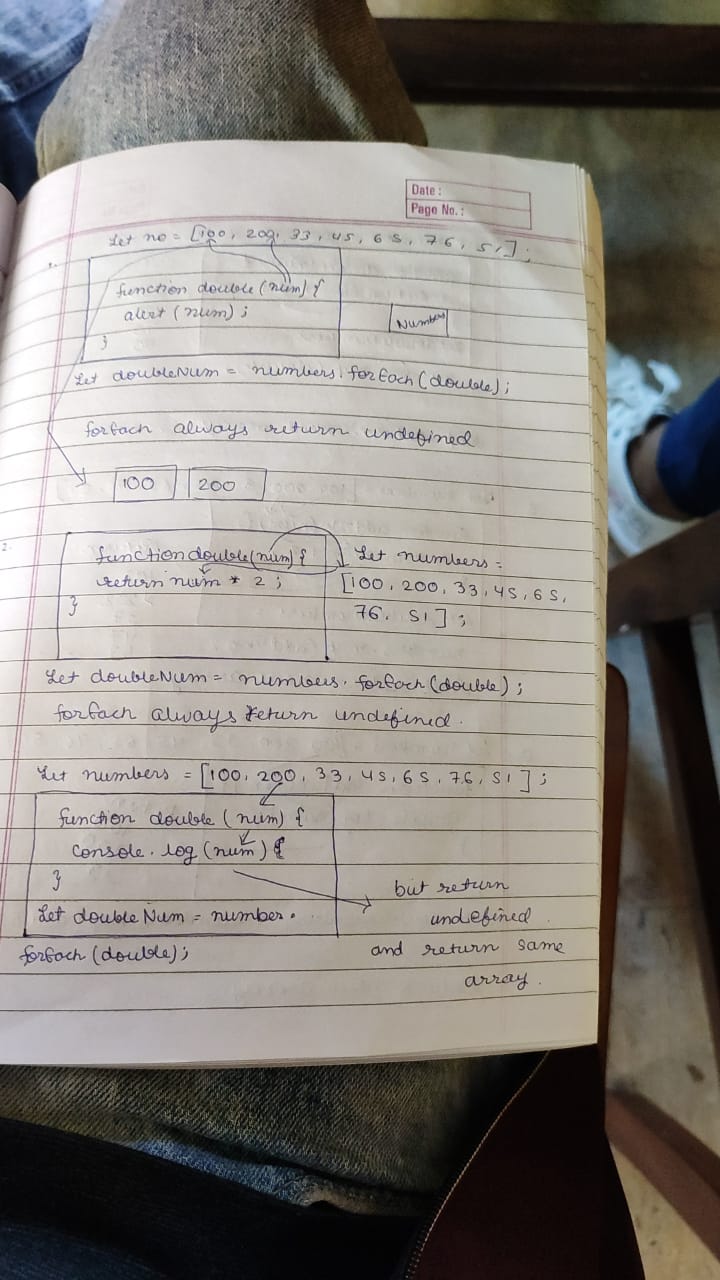 Date :
Page No. :
Let no = [100, 200, 33, 45, 65, 76, 51,];
1.
function double (num) {
alert (num) ;
}
Numbers
Let doubleNum = numbers. forEach (double) ;
forEach always return undefined
100 200
2.
function double (num) {
return num * 2 ;
}
Let numbers =
[100, 200, 33, 45, 65,
76, 51] ;
Let doubleNum = numbers. forEach (double) ;
forEach always return undefined.
Let numbers = [100, 200, 33, 45, 65, 76, 51] ;
function double (num) {
console. log (num) {
}
Let double Num = number.
forEach (double) ;
but return
undefined.
and return same
array.